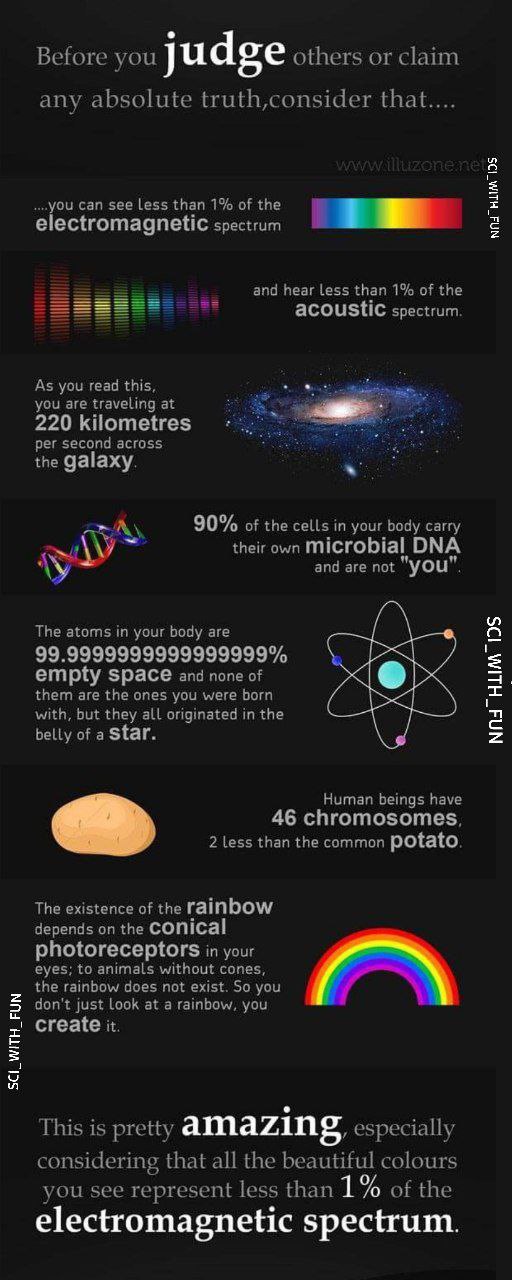 Before you judge others or claim
any absolute truth,consider that....
www.illuzone.net
SCI_WITH_FUN
....you can see less than 1% of the
electromagnetic spectrum
and hear less than 1% of the
acoustic spectrum.
As you read this,
you are traveling at
220 kilometres
per second across
the galaxy.
90% of the cells in your body carry
their own microbial DNA
and are not "you".
The atoms in your body are
99.9999999999999999%
empty space and none of
them are the ones you were born
with, but they all originated in the
belly of a star.
SCI_WITH_FUN
Human beings have
46 chromosomes,
2 less than the common potato.
The existence of the rainbow
depends on the conical
photoreceptors in your
eyes; to animals without cones,
the rainbow does not exist. So you
don't just look at a rainbow, you
create it.
SCI_WITH_FUN
This is pretty amazing, especially
considering that all the beautiful colours
you see represent less than 1% of the
electromagnetic spectrum.